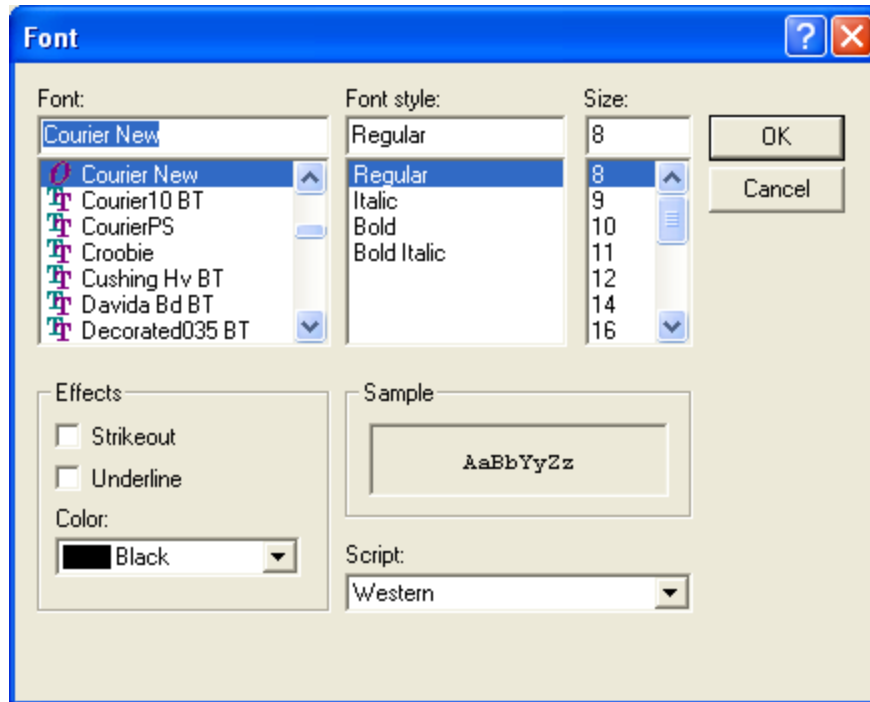 Font
Font:
Courier New
Courier New
Courier10 BT
CourierPS
Croobie
Cushing Hv BT
Davida Bd BT
Decorated035 BT
Font style:
Regular
Regular
Italic
Bold
Bold Italic
Size:
8
8
9
10
11
12
14
16
OK
Cancel
Effects
Strikeout
Underline
Color:
Black
Sample
AaBbYyZz
Script:
Western